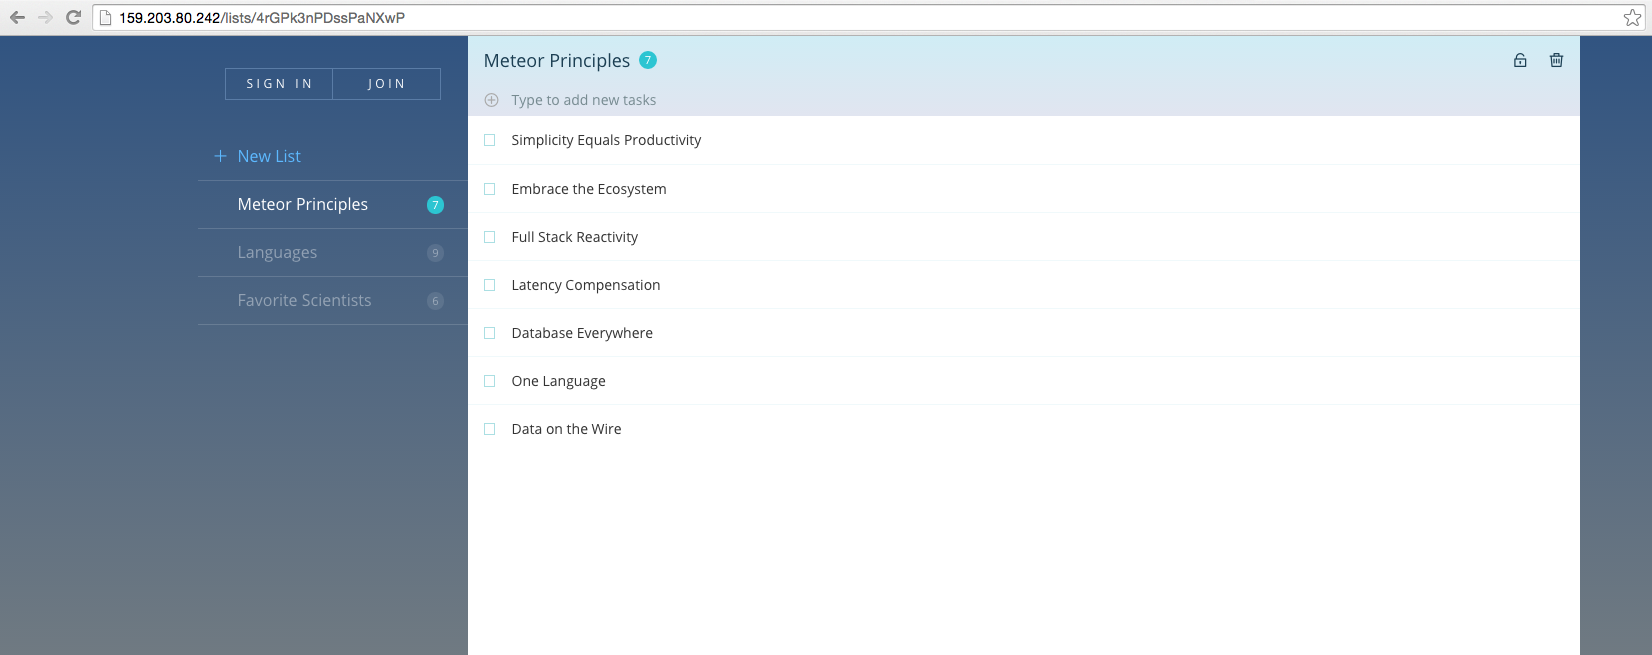 159.203.80.242/lists/4rGPk3nPDssPaNXwP
SIGN IN
JOIN
New List
Meteor Principles 7
Languages 9
Favorite Scientists 6
Meteor Principles 7
Type to add new tasks
Simplicity Equals Productivity
Embrace the Ecosystem
Full Stack Reactivity
Latency Compensation
Database Everywhere
One Language
Data on the Wire